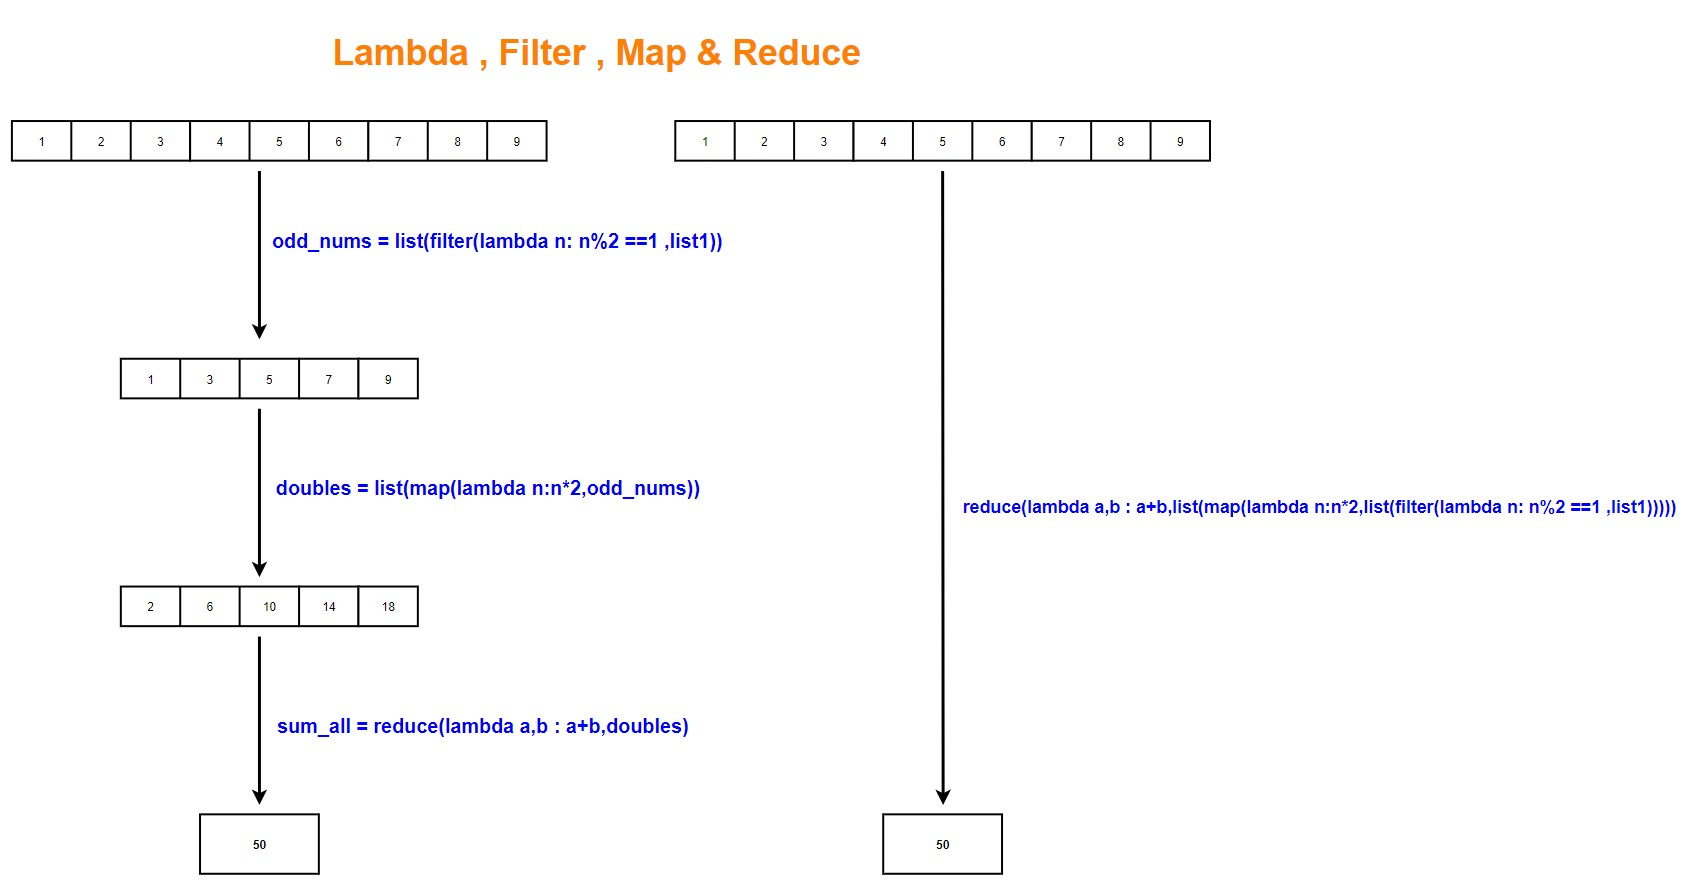 Lambda , Filter , Map & Reduce
1 2 3 4 5 6 7 8 9
odd_nums = list(filter(lambda n: n%2 ==1 ,list1))
1 3 5 7 9
doubles = list(map(lambda n:n*2,odd_nums))
2 6 10 14 18
sum_all = reduce(lambda a,b : a+b,doubles)
50
1 2 3 4 5 6 7 8 9
reduce(lambda a,b : a+b,list(map(lambda n:n*2,list(filter(lambda n: n%2 ==1 ,list1)))))
50